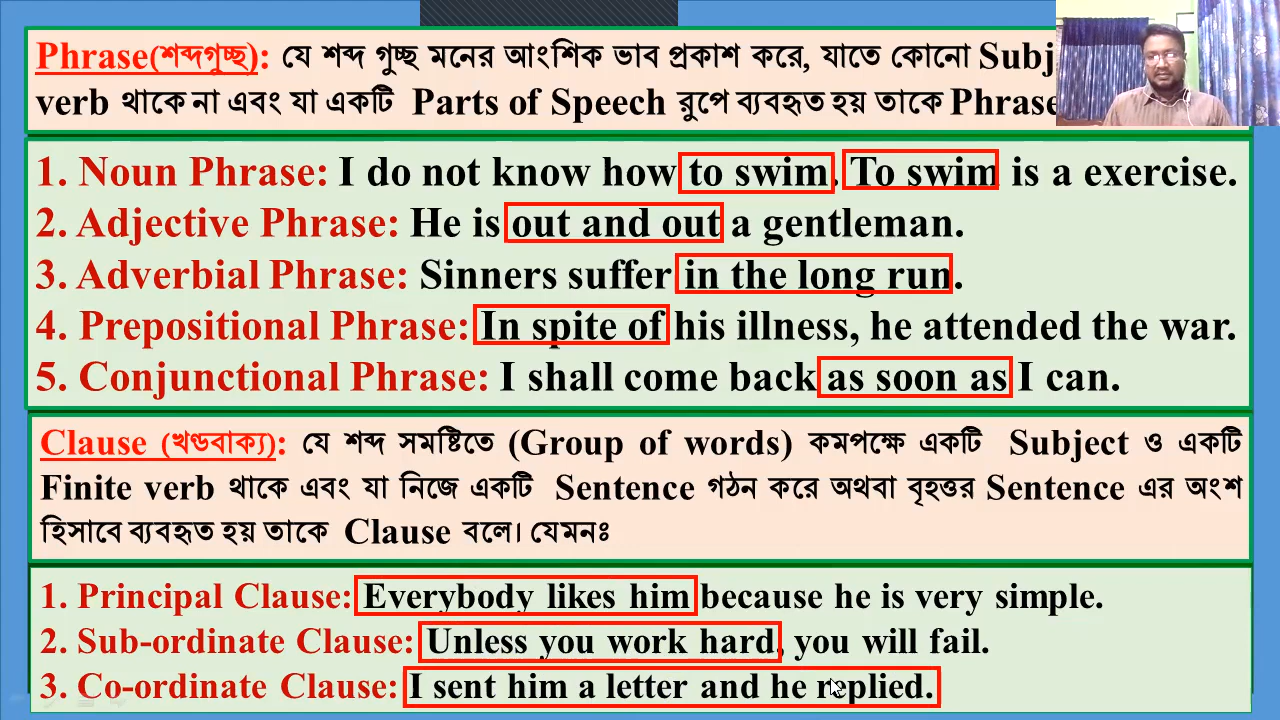 Phrase(শব্দগুচ্ছ): যে শব্দ গুচ্ছ মনের আংশিক ভাব প্রকাশ করে, যাতে কোনো
verb থাকে না এবং যা একটি Parts of Speech রুপে ব্যবহৃত হয় তাকে Phrase
1. Noun Phrase: I do not know how to swim. To swim is a exercise.
2. Adjective Phrase: He is out and out a gentleman.
3. Adverbial Phrase: Sinners suffer in the long run.
4. Prepositional Phrase: In spite of his illness, he attended the war.
5. Conjunctional Phrase: I shall come back as soon as I can.
Clause (খণ্ডবাক্য): যে শব্দ সমষ্টিতে (Group of words) কমপক্ষে একটি Subject ও একটি
Finite verb থাকে এবং যা নিজে একটি Sentence গঠন করে অথবা বৃহত্তর Sentence এর অংশ
হিসাবে ব্যবহৃত হয় তাকে Clause বলে। যেমনঃ
1. Principal Clause: Everybody likes him because he is very simple.
2. Sub-ordinate Clause: Unless you work hard, you will fail.
3. Co-ordinate Clause: I sent him a letter and he replied.